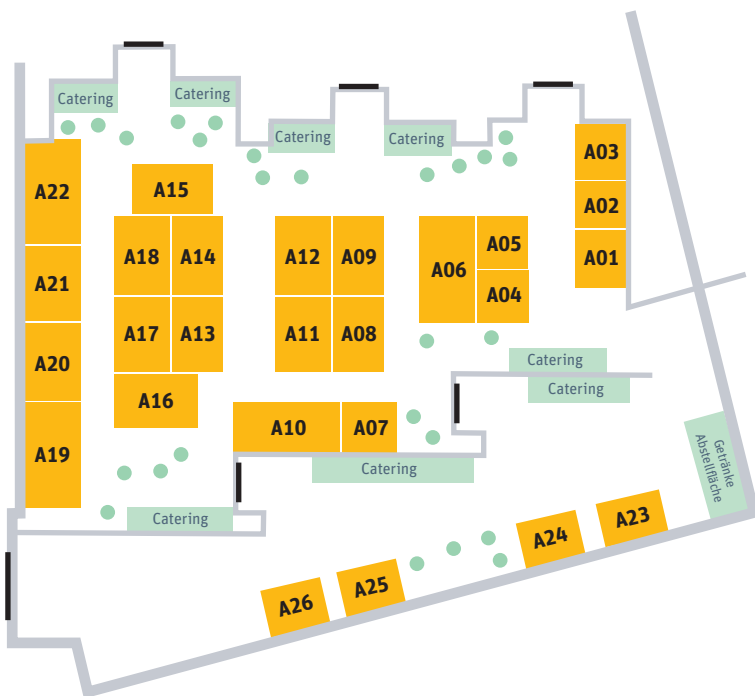 Catering
Catering
Catering
Catering
A03
A22
A15
A02
A18
A14
A12
A09
A06
A05
A01
A21
A04
A17
A13
A11
A08
A20
Catering
Catering
A16
A10
A07
A19
Catering
Getränke
Abstellfläche
Catering
A23
A24
A25
A26